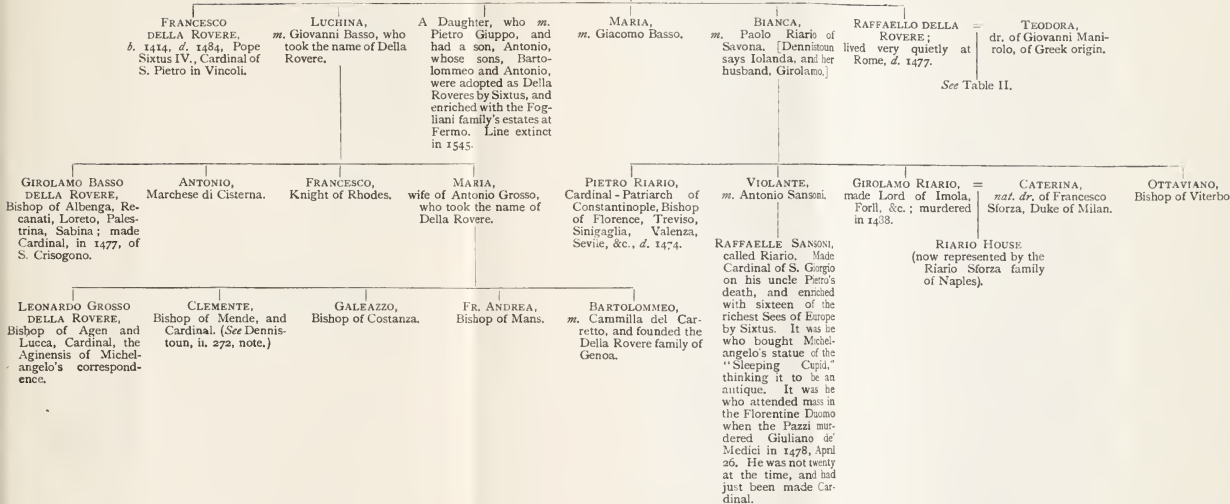 FRANCESCO
DELLA ROVERE,
b. 1414, d. 1484, Pope
Sixtus IV., Cardinal of
S. Pietro in Vincoli.
LUCHINA,
m. Giovanni Basso, who
took the name of Della
Rovere.
A Daughter, who m.
Pietro Giuppo, and
had a son, Antonio,
whose sons, Barto-
lommeo and Antonio,
were adopted as Della
Roveres by Sixtus, and
enriched with the Fog-
liani family's estates at
Fermo. Line extinct
in 1545.
MARIA,
m. Giacomo Basso.
BIANCA,
m. Paolo Riario of
Savona. [Dennistoun
says Iolanda, and her
husband, Girolamo.]
RAFFAELLO DELLA =
ROVERE;
lived very quietly at
Rome, d. 1477.
TEODORA,
dr. of Giovanni Mani-
rolo, of Greek origin.
See Table II.
GIROLAMO BASSO
DELLA ROVERE,
Bishop of Albenga, Re-
canati, Loreto, Pales-
trina, Sabina; made
Cardinal, in 1477, of
S. Crisogono.
ANTONIO,
Marchese di Cisterna.
FRANCESCO,
Knight of Rhodes.
MARIA,
wife of Antonio Grosso,
who took the name of
Della Rovere.
PIETRO RIARIO,
Cardinal-Patriarch of
Constantinople, Bishop
of Florence, Treviso,
Sinigaglia, Valenza,
Sevile, &c., d. 1474.
VIOLANTE,
m. Antonio Sansoni.
GIROLAMO RIARIO, =
made Lord of Imola,
Forlì, &c.; murdered
in 1438.
CATERINA,
nat. dr. of Francesco
Sforza, Duke of Milan.
OTTAVIANO,
Bishop of Viterbo
RAFFAELLE SANSONI,
called Riario. Made
Cardinal of S. Giorgio
on his uncle Pietro's
death, and enriched
with sixteen of the
richest Sees of Europe
by Sixtus. It was he
who bought Michel-
angelo's statue of the
"Sleeping Cupid,"
thinking it to be an
antique. It was he
who attended mass in
the Florentine Duomo
when the Pazzi mur-
dered Giuliano de'
Medici in 1478, April
26. He was not twenty
at the time, and had
just been made Car-
dinal.
RIARIO HOUSE
(now represented by the
Riario Sforza family
of Naples).
LEONARDO GROSSO
DELLA ROVERE,
Bishop of Agen and
Lucca, Cardinal, the
Aginensis of Michel-
angelo's correspond-
ence.
CLEMENTE,
Bishop of Mende, and
Cardinal. (See Dennis-
toun, ii. 272, note.)
GALEAZZO,
Bishop of Costanza.
FR. ANDREA,
Bishop of Mans.
BARTOLOMMEO,
m. Cammilla del Car-
retto, and founded the
Della Rovere family of
Genoa.